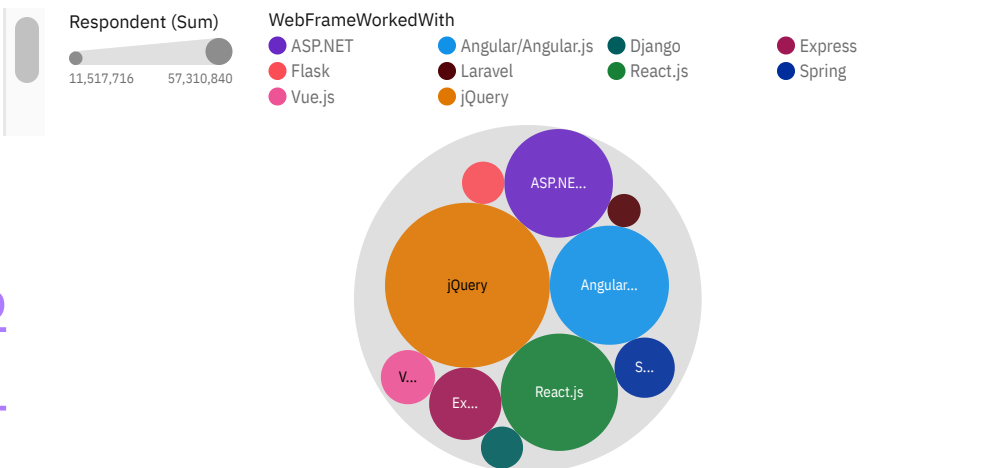 Respondent (Sum)
11,517,716 57,310,840
WebFrameWorkedWith
ASP.NET Angular/Angular.js Django Express
Flask Laravel React.js Spring
Vue.js jQuery
ASP.NE...
jQuery
Angular...
V...
Ex...
React.js
S...